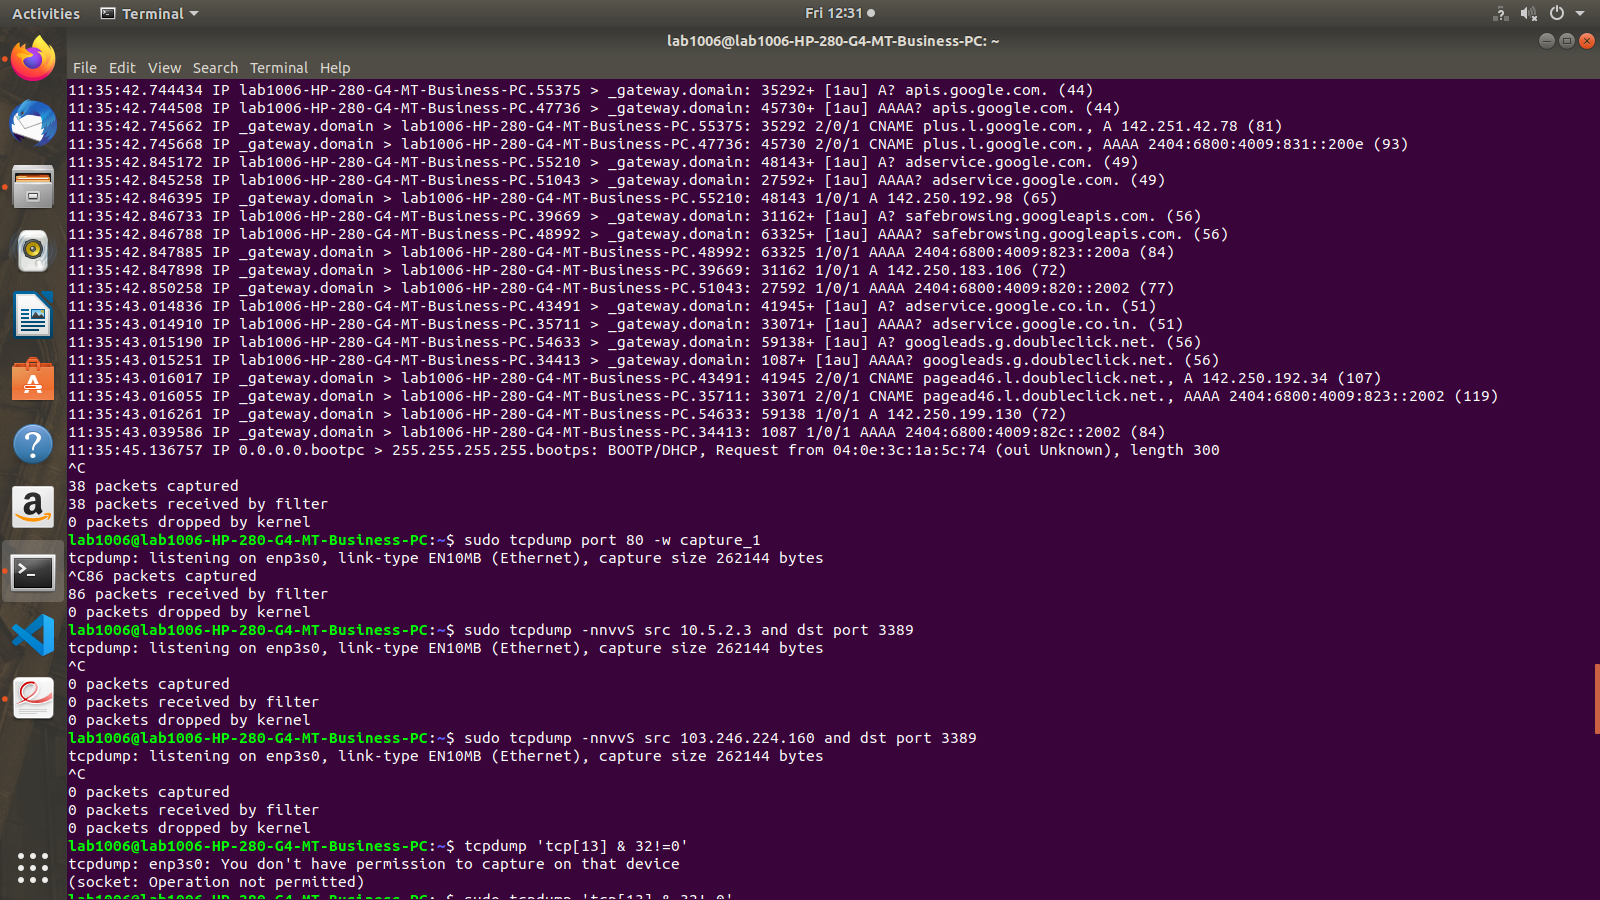 Activities
Terminal
Fri 12:31
lab1006@lab1006-HP-280-G4-MT-Business-PC: ~
File Edit View Search Terminal Help
11:35:42.744434 IP lab1006-HP-280-G4-MT-Business-PC.55375 > _gateway.domain: 35292+ [1au] A? apis.google.com. (44)
11:35:42.744508 IP lab1006-HP-280-G4-MT-Business-PC.47736 > _gateway.domain: 45730+ [1au] AAAA? apis.google.com. (44)
11:35:42.745662 IP _gateway.domain > lab1006-HP-280-G4-MT-Business-PC.55375: 35292 2/0/1 CNAME plus.l.google.com., A 142.251.42.78 (81)
11:35:42.745668 IP _gateway.domain > lab1006-HP-280-G4-MT-Business-PC.47736: 45730 2/0/1 CNAME plus.l.google.com., AAAA 2404:6800:4009:831::200e (93)
11:35:42.845172 IP lab1006-HP-280-G4-MT-Business-PC.55210 > _gateway.domain: 48143+ [1au] A? adservice.google.com. (49)
11:35:42.845258 IP lab1006-HP-280-G4-MT-Business-PC.51043 > _gateway.domain: 27592+ [1au] AAAA? adservice.google.com. (49)
11:35:42.846395 IP _gateway.domain > lab1006-HP-280-G4-MT-Business-PC.55210: 48143 1/0/1 A 142.250.192.98 (65)
11:35:42.846733 IP lab1006-HP-280-G4-MT-Business-PC.39669 > _gateway.domain: 31162+ [1au] A? safebrowsing.googleapis.com. (56)
11:35:42.846788 IP lab1006-HP-280-G4-MT-Business-PC.48992 > _gateway.domain: 63325+ [1au] AAAA? safebrowsing.googleapis.com. (56)
11:35:42.847885 IP _gateway.domain > lab1006-HP-280-G4-MT-Business-PC.48992: 63325 1/0/1 AAAA 2404:6800:4009:823::200a (84)
11:35:42.847898 IP _gateway.domain > lab1006-HP-280-G4-MT-Business-PC.39669: 31162 1/0/1 A 142.250.183.106 (72)
11:35:42.850258 IP _gateway.domain > lab1006-HP-280-G4-MT-Business-PC.51043: 27592 1/0/1 AAAA 2404:6800:4009:820::2002 (77)
11:35:43.014836 IP lab1006-HP-280-G4-MT-Business-PC.43491 > _gateway.domain: 41945+ [1au] A? adservice.google.co.in. (51)
11:35:43.014910 IP lab1006-HP-280-G4-MT-Business-PC.35711 > _gateway.domain: 33071+ [1au] AAAA? adservice.google.co.in. (51)
11:35:43.015190 IP lab1006-HP-280-G4-MT-Business-PC.54633 > _gateway.domain: 59138+ [1au] A? googleads.g.doubleclick.net. (56)
11:35:43.015251 IP lab1006-HP-280-G4-MT-Business-PC.34413 > _gateway.domain: 1087+ [1au] AAAA? googleads.g.doubleclick.net. (56)
11:35:43.016017 IP _gateway.domain > lab1006-HP-280-G4-MT-Business-PC.43491: 41945 2/0/1 CNAME pagead46.l.doubleclick.net., A 142.250.192.34 (107)
11:35:43.016055 IP _gateway.domain > lab1006-HP-280-G4-MT-Business-PC.35711: 33071 2/0/1 CNAME pagead46.l.doubleclick.net., AAAA 2404:6800:4009:823::2002 (119)
11:35:43.016261 IP _gateway.domain > lab1006-HP-280-G4-MT-Business-PC.54633: 59138 1/0/1 A 142.250.199.130 (72)
11:35:43.039586 IP _gateway.domain > lab1006-HP-280-G4-MT-Business-PC.34413: 1087 1/0/1 AAAA 2404:6800:4009:82c::2002 (84)
11:35:45.136757 IP 0.0.0.0.bootpc > 255.255.255.255.bootps: BOOTP/DHCP, Request from 04:0e:3c:1a:5c:74 (oui Unknown), length 300
^C
38 packets captured
38 packets received by filter
0 packets dropped by kernel
lab1006@lab1006-HP-280-G4-MT-Business-PC:~$ sudo tcpdump port 80 -w capture_1
tcpdump: listening on enp3s0, link-type EN10MB (Ethernet), capture size 262144 bytes
^C86 packets captured
86 packets received by filter
0 packets dropped by kernel
lab1006@lab1006-HP-280-G4-MT-Business-PC:~$ sudo tcpdump -nnvvS src 10.5.2.3 and dst port 3389
tcpdump: listening on enp3s0, link-type EN10MB (Ethernet), capture size 262144 bytes
^C
0 packets captured
0 packets received by filter
0 packets dropped by kernel
lab1006@lab1006-HP-280-G4-MT-Business-PC:~$ sudo tcpdump -nnvvS src 103.246.224.160 and dst port 3389
tcpdump: listening on enp3s0, link-type EN10MB (Ethernet), capture size 262144 bytes
^C
0 packets captured
0 packets received by filter
0 packets dropped by kernel
lab1006@lab1006-HP-280-G4-MT-Business-PC:~$ tcpdump 'tcp[13] & 32!=0'
tcpdump: enp3s0: You don't have permission to capture on that device
(socket: Operation not permitted)
lab1006@lab1006-HP-280-G4-MT-Business-PC:~$ sudo tcpdump 'tcp[13] & 32!=0'